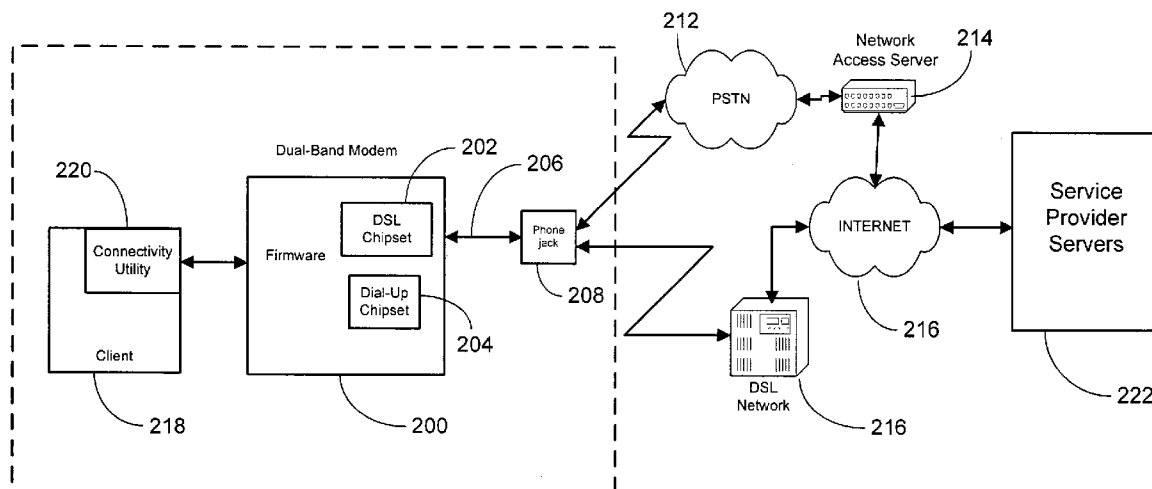 212
Network
Access Server
214
PSTN
Dual-Band Modem
202
206
220
DSL
Chipset
Service
Provider
Servers
Connectivity
Utility
Firmware
Phone
jack
INTERNET
Dial-Up
Chipset
208
204
216
Client
DSL
Network
218
200
216
222